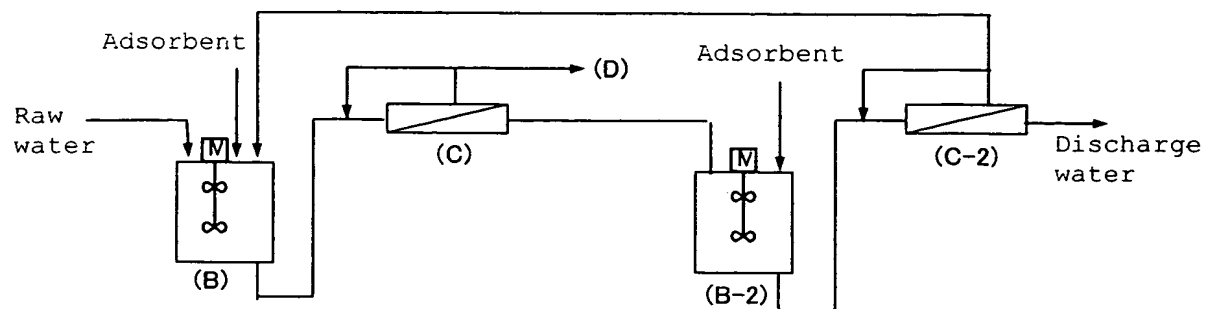 Adsorbent
(D)
Adsorbent
Raw
water
M
(C)
(C-2)
Discharge
water
M
(B)
(B-2)